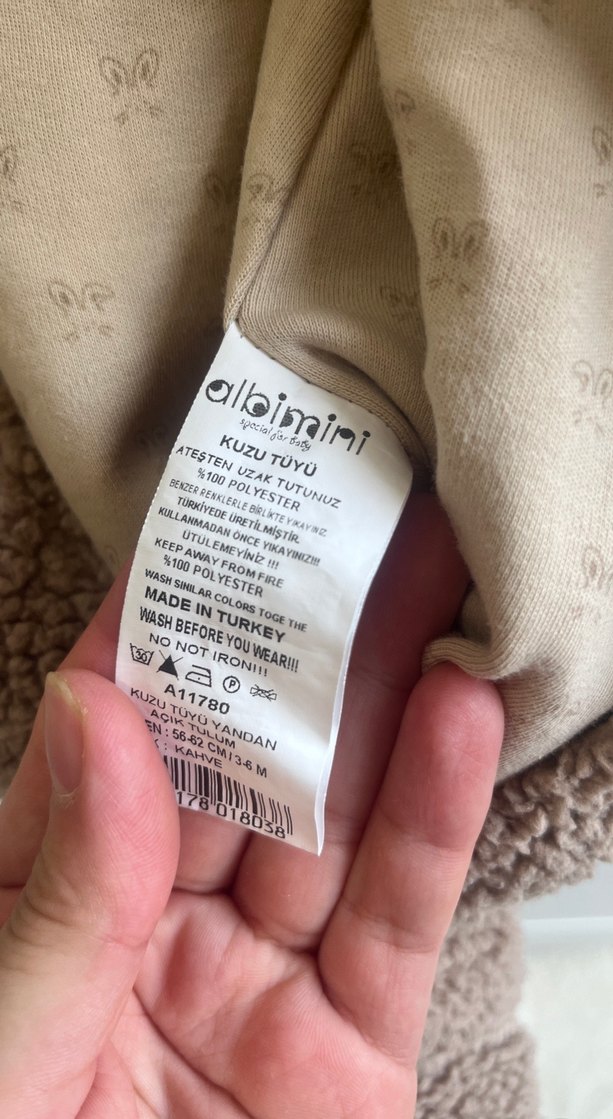 albimini
special for baby
KUZU TÜYÜ
ATEŞTEN UZAK TUTUNUZ
%100 POLYESTER
BENZER RENKLERLE BİRLİKTE YIKAYINIZ
TÜRKİYEDE ÜRETİLMİŞTİR.
KULLANMADAN ÖNCE YIKAYINIZ!!!
ÜTÜLEMEYİNİZ !!!
KEEP AWAY FROM FIRE
%100 POLYESTER
WASH SINILAR COLORS TOGE THE
MADE IN TURKEY
WASH BEFORE YOU WEAR!!!
NO NOT IRON!!!
30 P
A11780
KUZU TÜYÜ YANDAN
AÇIK TULUM
EN : 56-62 CM / 3-6 M
: KAHVE
178 018038